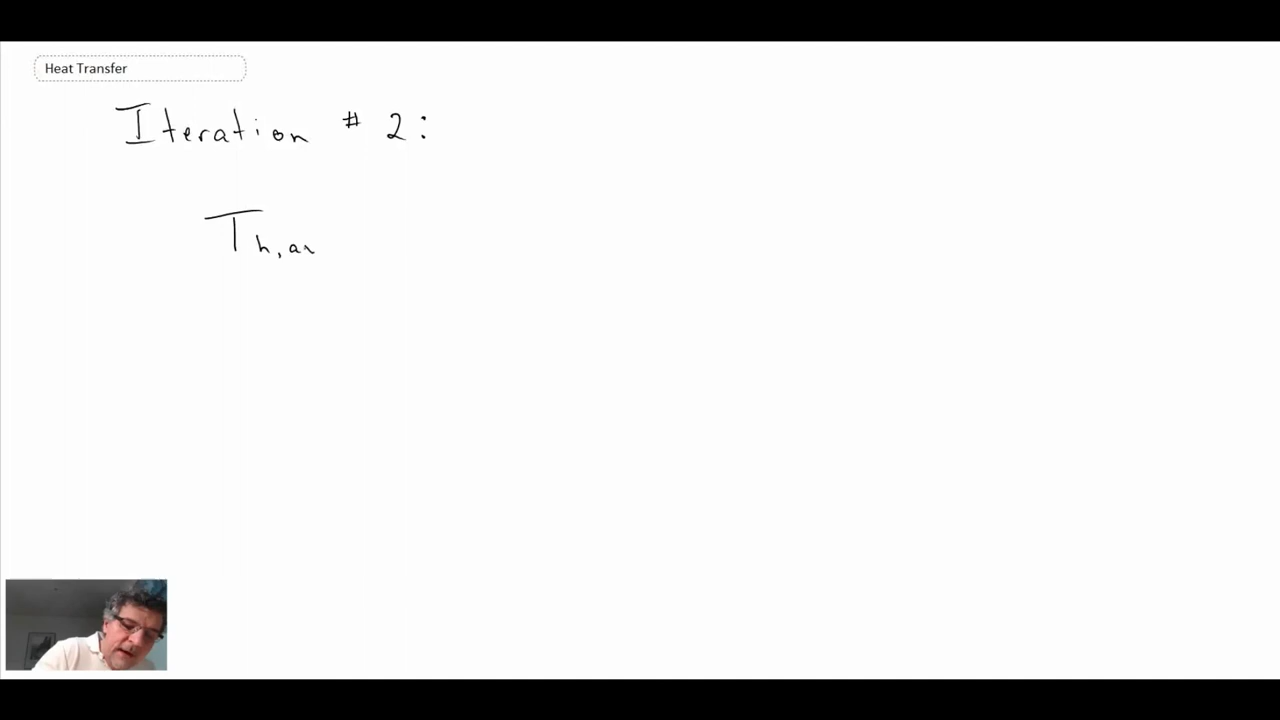 Heat Transfer
Iteration # 2:
Th, av